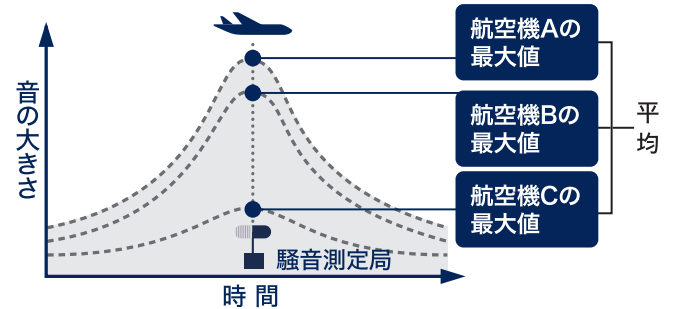 航空機Aの
最大値
航空機Bの
最大値
航空機Cの
最大値
平均
音の大きさ
騒音測定局
時間